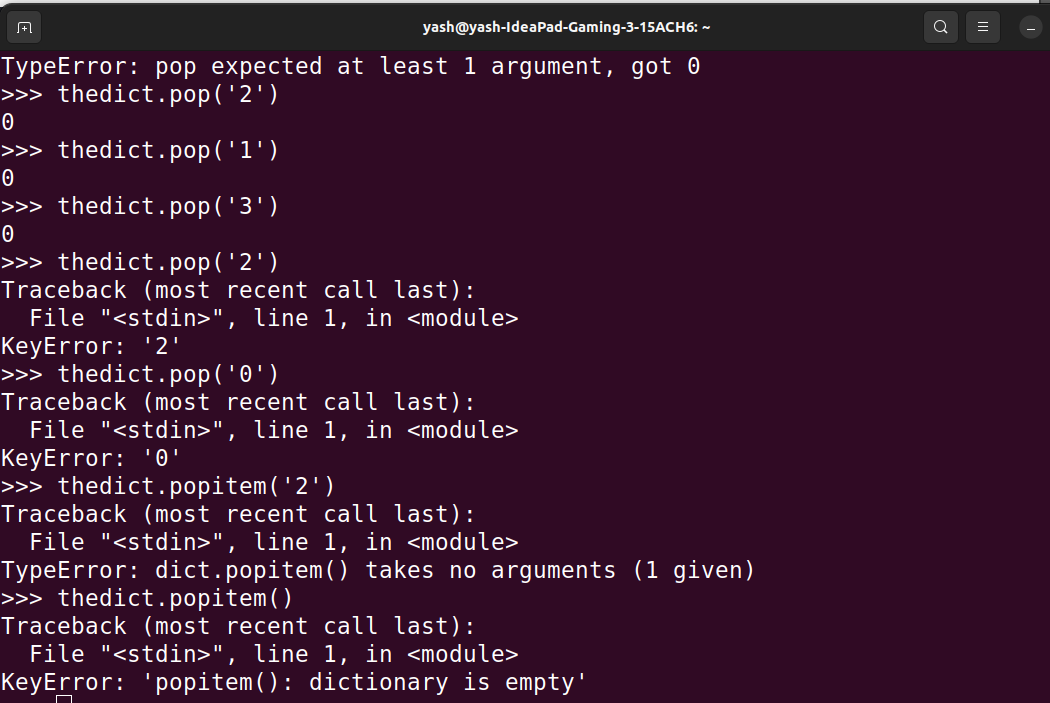 yash@yash-IdeaPad-Gaming-3-15ACH6: ~
TypeError: pop expected at least 1 argument, got 0
>>> thedict.pop('2')
0
>>> thedict.pop('1')
0
>>> thedict.pop('3')
0
>>> thedict.pop('2')
Traceback (most recent call last):
  File "<stdin>", line 1, in <module>
KeyError: '2'
>>> thedict.pop('0')
Traceback (most recent call last):
  File "<stdin>", line 1, in <module>
KeyError: '0'
>>> thedict.popitem('2')
Traceback (most recent call last):
  File "<stdin>", line 1, in <module>
TypeError: dict.popitem() takes no arguments (1 given)
>>> thedict.popitem()
Traceback (most recent call last):
  File "<stdin>", line 1, in <module>
KeyError: 'popitem(): dictionary is empty'